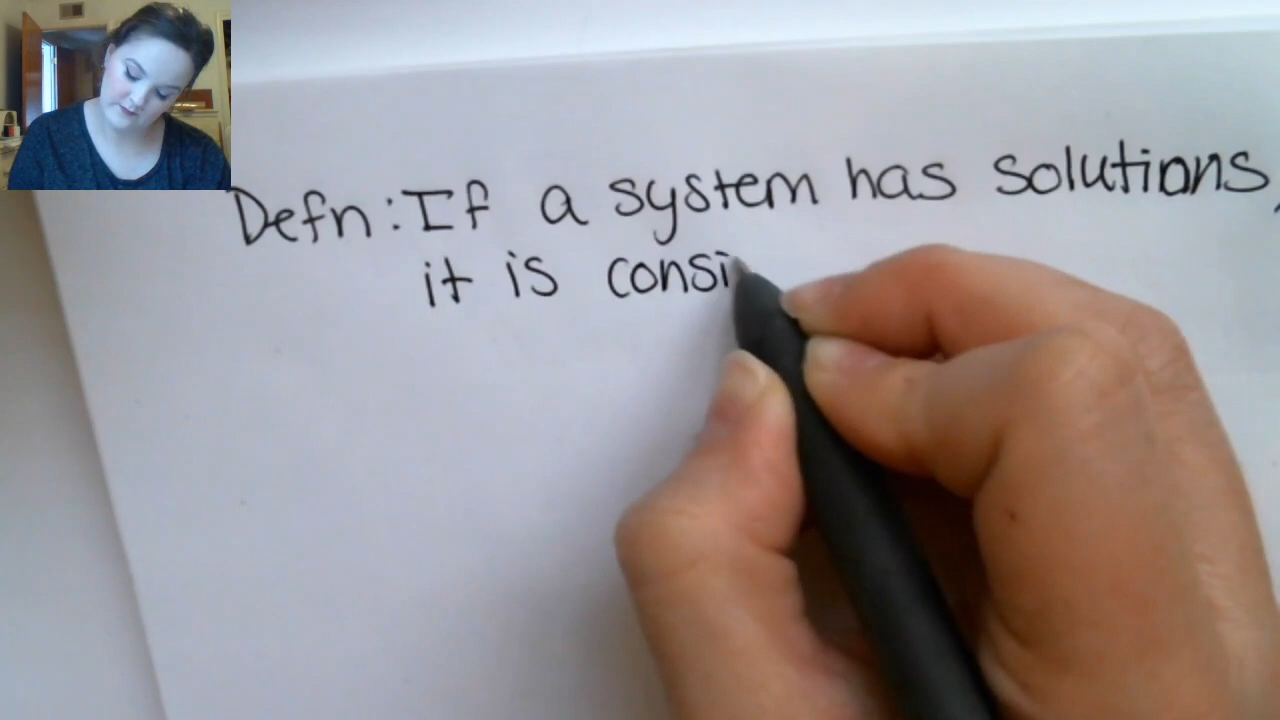 Defn: If a system has solutions,
it is consi